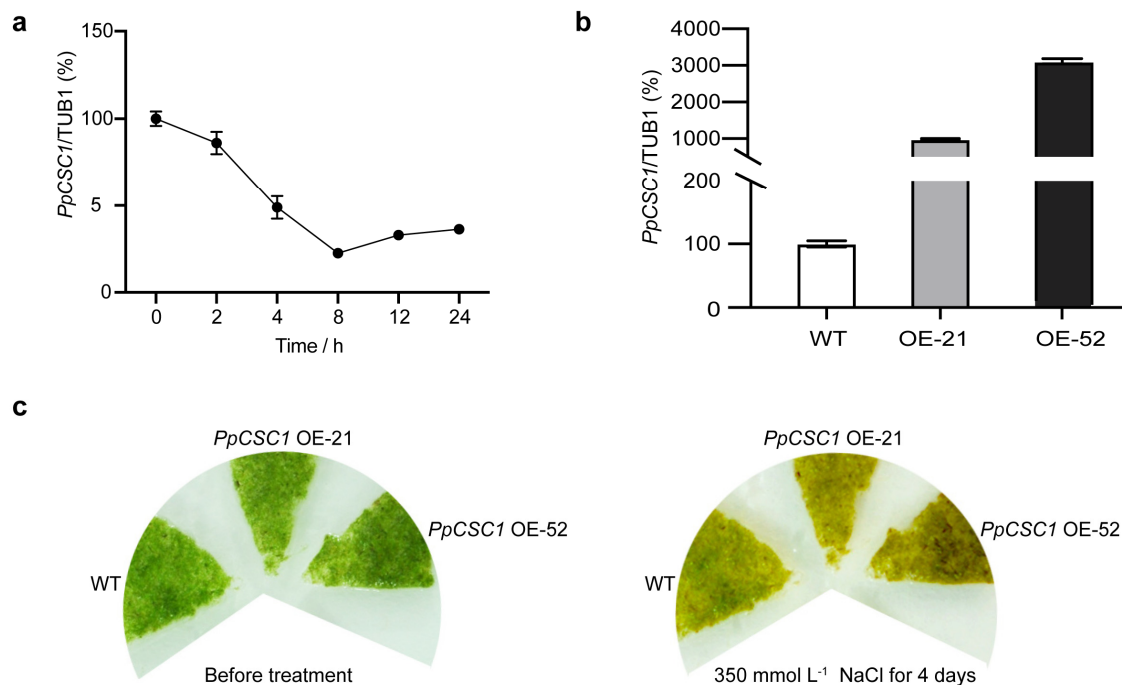 a
150
100
5
0
PpCSC1/TUB1 (%)
0 2 4 8 12 24
Time / h
b
4000
3000
2000
1000
200
100
0
PpCSC1/TUB1 (%)
WT OE-21 OE-52
c
PpCSC1 OE-21
PpCSC1 OE-52
WT
Before treatment
PpCSC1 OE-21
PpCSC1 OE-52
WT
350 mmol L⁻¹ NaCl for 4 days